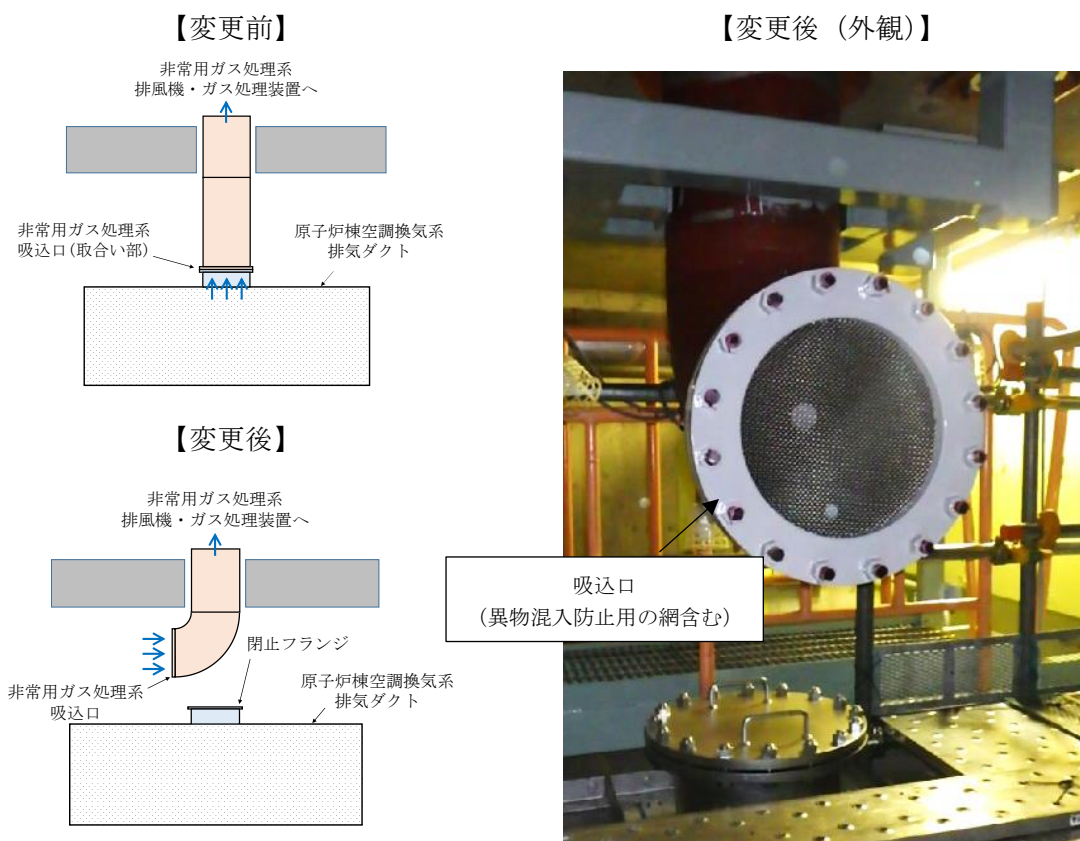 【変更前】
非常用ガス処理系
排風機・ガス処理装置へ
非常用ガス処理系
吸込口(取合い部)
原子炉棟空調換気系
排気ダクト
【変更後】
非常用ガス処理系
排風機・ガス処理装置へ
閉止フランジ
非常用ガス処理系
吸込口
原子炉棟空調換気系
排気ダクト
【変更後（外観）】
吸込口
(異物混入防止用の網含む)